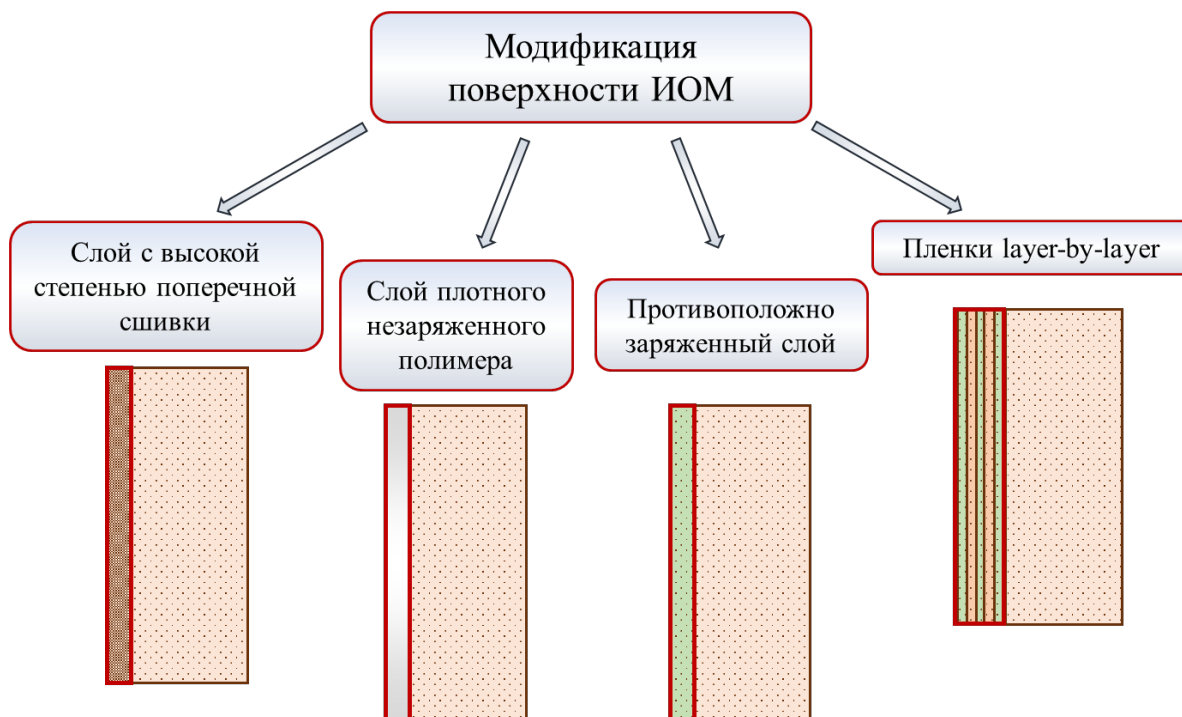 Модификация
поверхности ИОМ
Слой с высокой
степенью поперечной
сшивки
Слой плотного
незаряженного
полимера
Противоположно
заряженный слой
Пленки layer-by-layer